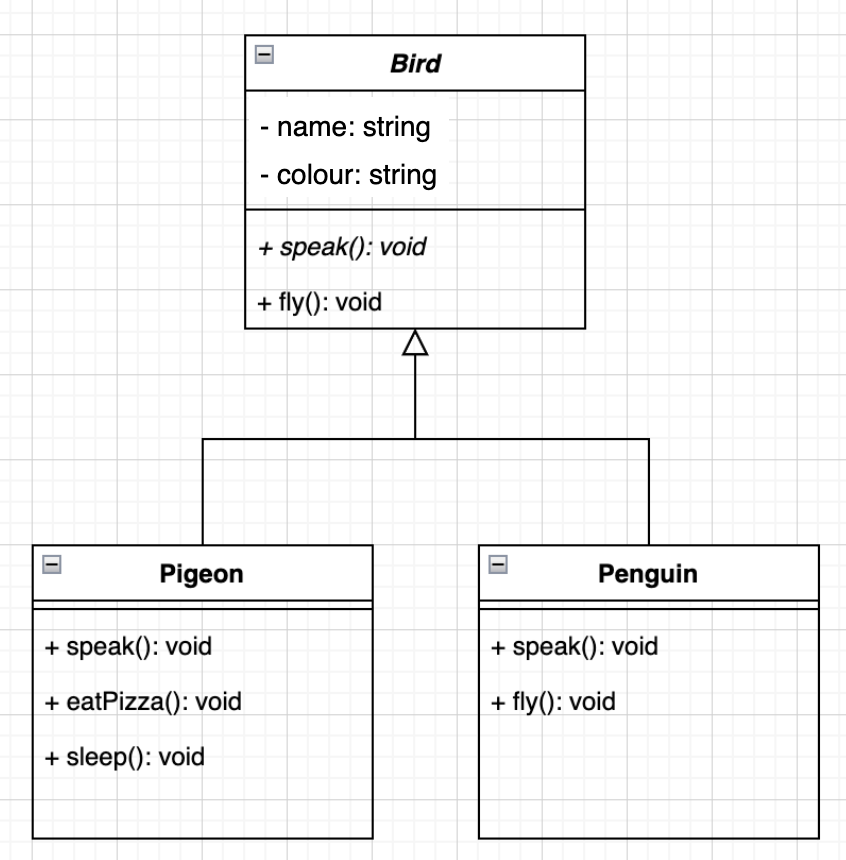 Bird
- name: string
- colour: string
+ speak(): void
+ fly(): void
Pigeon
+ speak(): void
+ eatPizza(): void
+ sleep(): void
Penguin
+ speak(): void
+ fly(): void